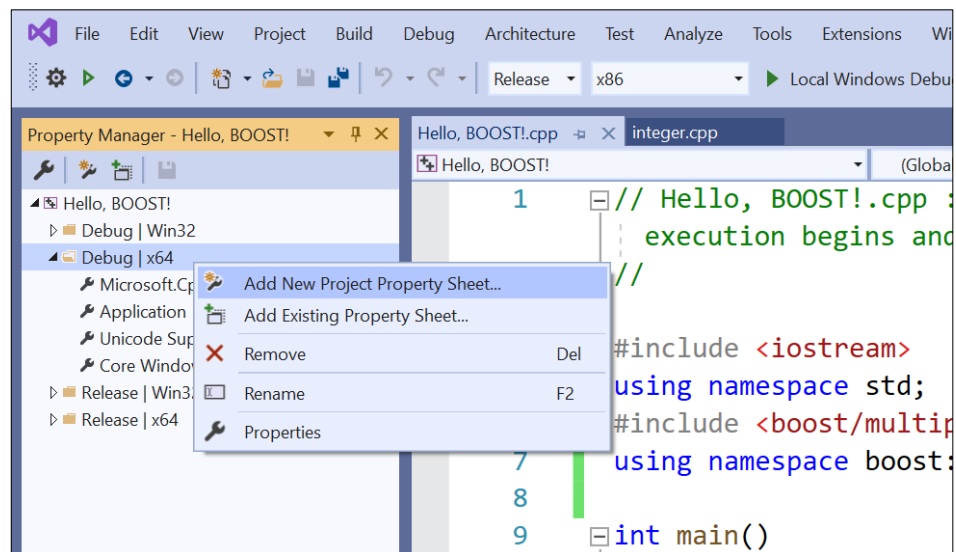 File Edit View Project Build Debug Architecture Test Analyze Tools Extensions Wi
Release x86 Local Windows Debu
Property Manager - Hello, BOOST!
Hello, BOOST!.cpp integer.cpp
Hello, BOOST! (Global
Hello, BOOST!
Debug | Win32
Debug | x64
Microsoft.Cp
Application
Unicode Sup
Core Windo
Release | Win3
Release | x64
Add New Project Property Sheet...
Add Existing Property Sheet...
Remove Del
Rename F2
Properties
1 // Hello, BOOST!.cpp :
execution begins and
//
#include <iostream>
using namespace std;
#include <boost/multip
7 using namespace boost:
8
9 int main()